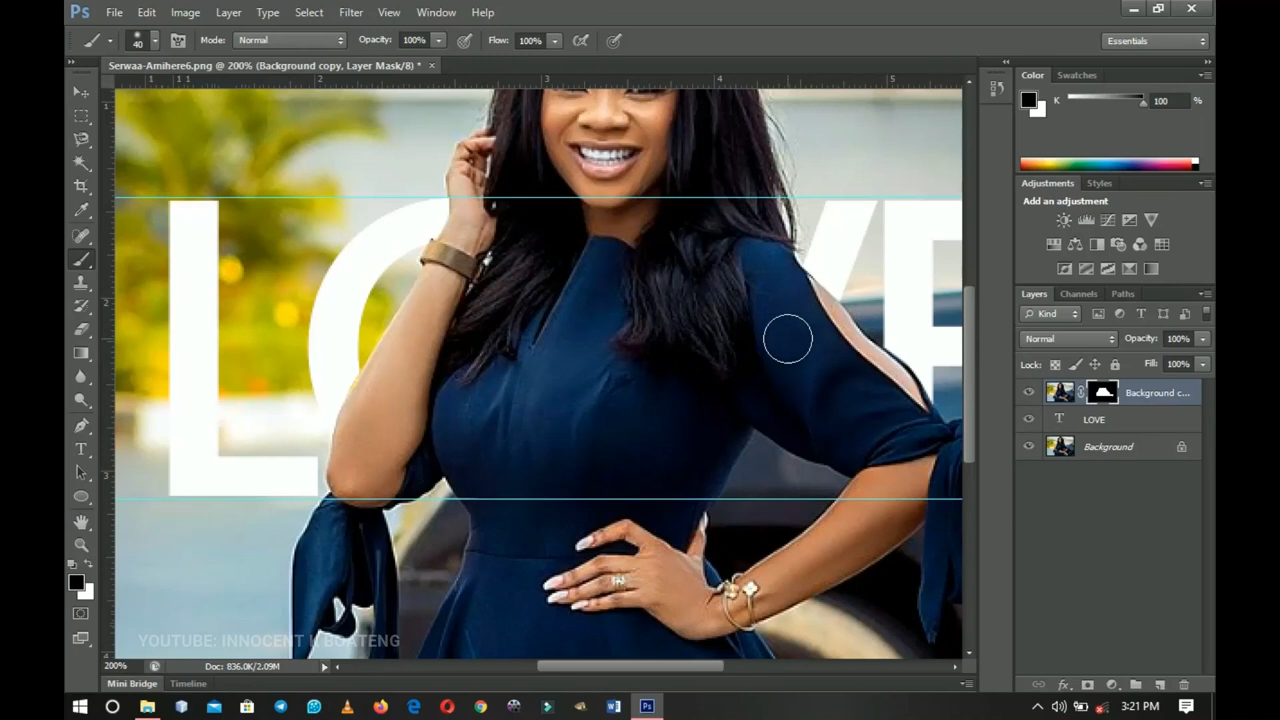 Ps File Edit Image Layer Type Select Filter View Window Help
40 Mode: Normal Opacity: 100% Flow: 100% Essentials
Serwaa-Amihere6.png @ 200% (Background copy, Layer Mask/8) * ×
Color Swatches
K 100 %
Adjustments Styles
Add an adjustment
Layers Channels Paths
Kind
Normal Opacity: 100%
Lock: Fill: 100%
Background c...
LOVE
Background
LOVE
YOUTUBE: INNOCENT K BOATENG
200% Doc: 836.0K/2.09M
Mini Bridge Timeline
3:21 PM